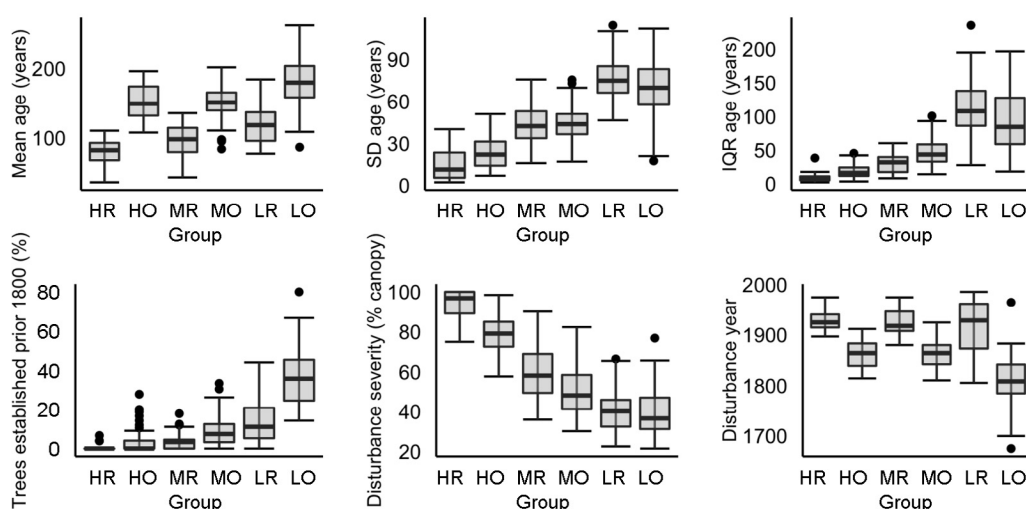 Mean age (years)
200
100
HR HO MR MO LR LO
Group
SD age (years)
90
60
30
0
HR HO MR MO LR LO
Group
IQR age (years)
200
150
100
50
0
HR HO MR MO LR LO
Group
Trees established prior 1800 (%)
80
60
40
20
0
HR HO MR MO LR LO
Group
Disturbance severity (% canopy)
100
80
60
40
20
HR HO MR MO LR LO
Group
Disturbance year
2000
1900
1800
1700
HR HO MR MO LR LO
Group